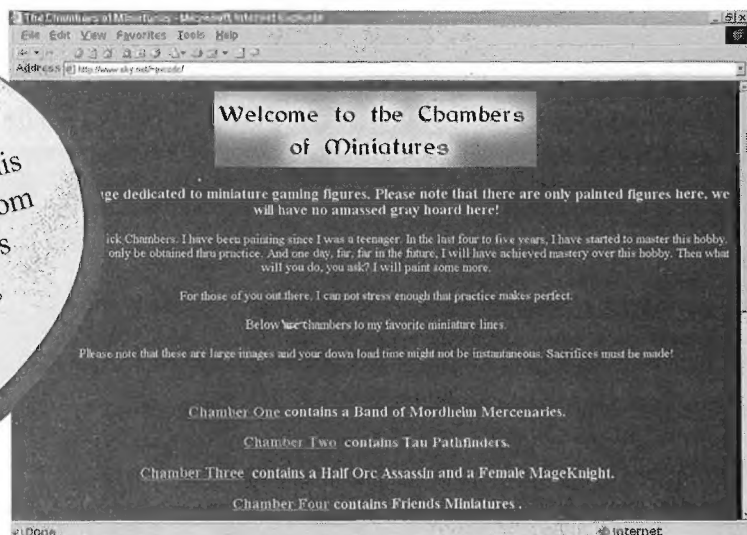 The Chambers of Miniatures - Microsoft Internet
File Edit View Favorites Tools Help
Address
Welcome to the Chambers
of Miniatures
is
om
s
ge dedicated to miniature gaming figures. Please note that there are only painted figures here, we
will have no amassed gray hoard here!
ick Chambers. I have been painting since I was a teenager. In the last four to five years, I have started to master this hobby.
only be obtained thru practice. And one day, far, far in the future, I will have achieved mastery over this hobby. Then what
will you do, you ask? I will paint some more.
For those of you out there, I can not stress enough that practice makes perfect.
Below are chambers to my favorite miniature lines.
Please note that these are large images and your down load time might not be instantaneous. Sacrifices must be made!
Chamber One contains a Band of Mordheim Mercenaries.
Chamber Two contains Tau Pathfinders.
Chamber Three contains a Half Orc Assassin and a Female MageKnight.
Chamber Four contains Friends Miniatures .
Done Internet